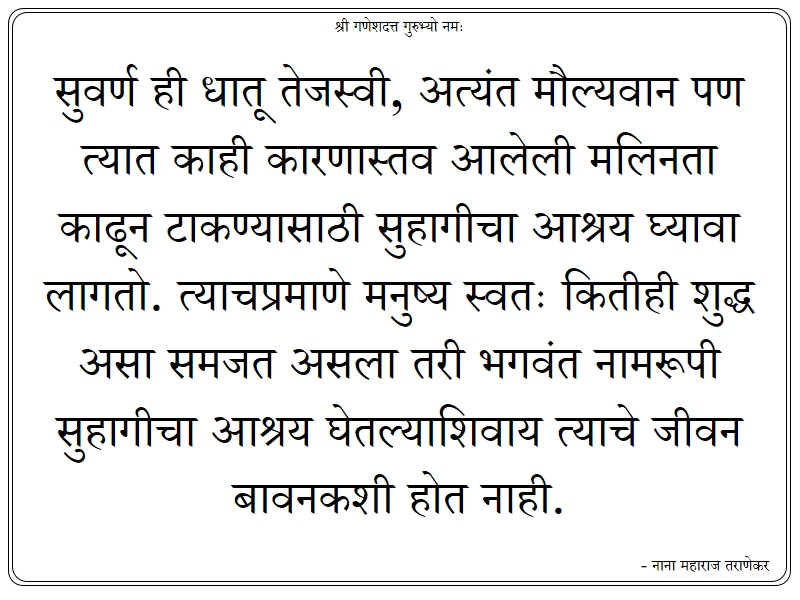 श्री गणेशदत्त गुरुभ्यो नमः
सुवर्ण ही धातू तेजस्वी, अत्यंत मौल्यवान पण
त्यात काही कारणास्तव आलेली मलिनता
काढून टाकण्यासाठी सुहागीचा आश्रय घ्यावा
लागतो. त्याचप्रमाणे मनुष्य स्वतः कितीही शुद्ध
असा समजत असला तरी भगवंत नामरूपी
सुहागीचा आश्रय घेतल्याशिवाय त्याचे जीवन
बावनकशी होत नाही.
- नाना महाराज तराणेकर